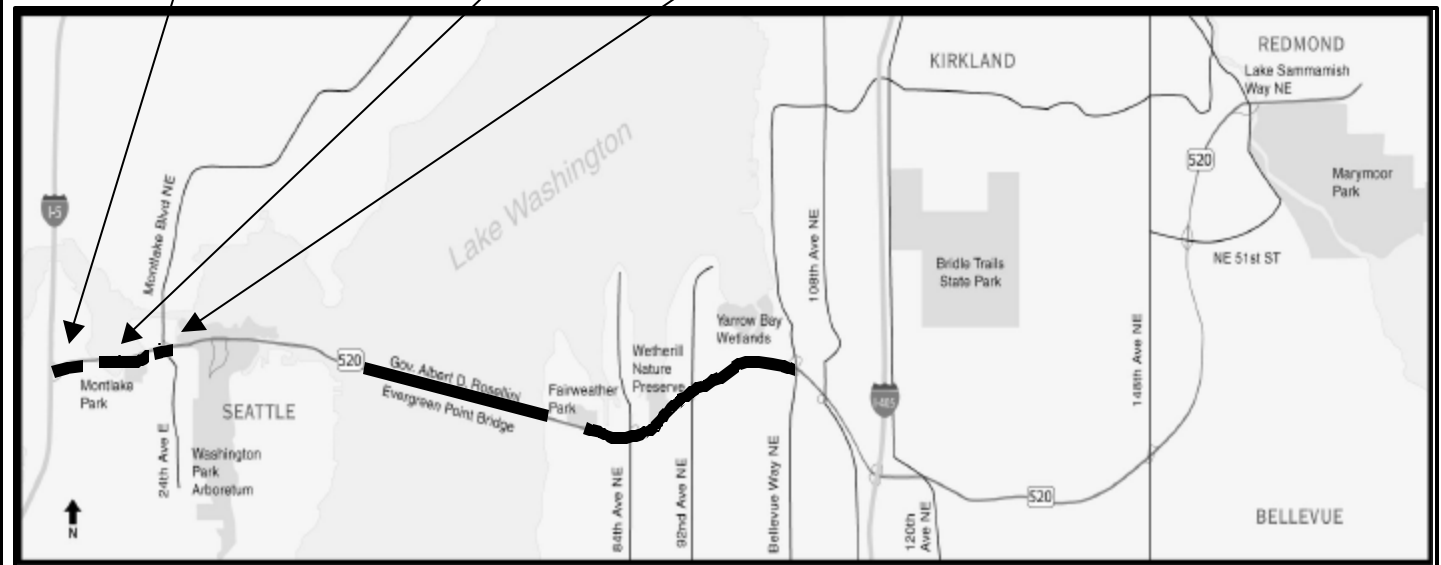 KIRKLAND
REDMOND
Lake Sammamish
Way NE
520
Marymoor
Park
Lake Washington
Montlake Blvd NE
I-5
108th Ave NE
Bridle Trails
State Park
NE 51st ST
Yarrow Bay
Wetlands
Wetherill
Nature
Preserve
520
Gov. Albert D. Rosellini
Evergreen Point Bridge
Fairweather
Park
Montlake
Park
SEATTLE
I-405
148th Ave NE
24th Ave E
Washington
Park
Arboretum
84th Ave NE
92nd Ave NE
Bellevue Way NE
120th
Ave NE
520
BELLEVUE
N